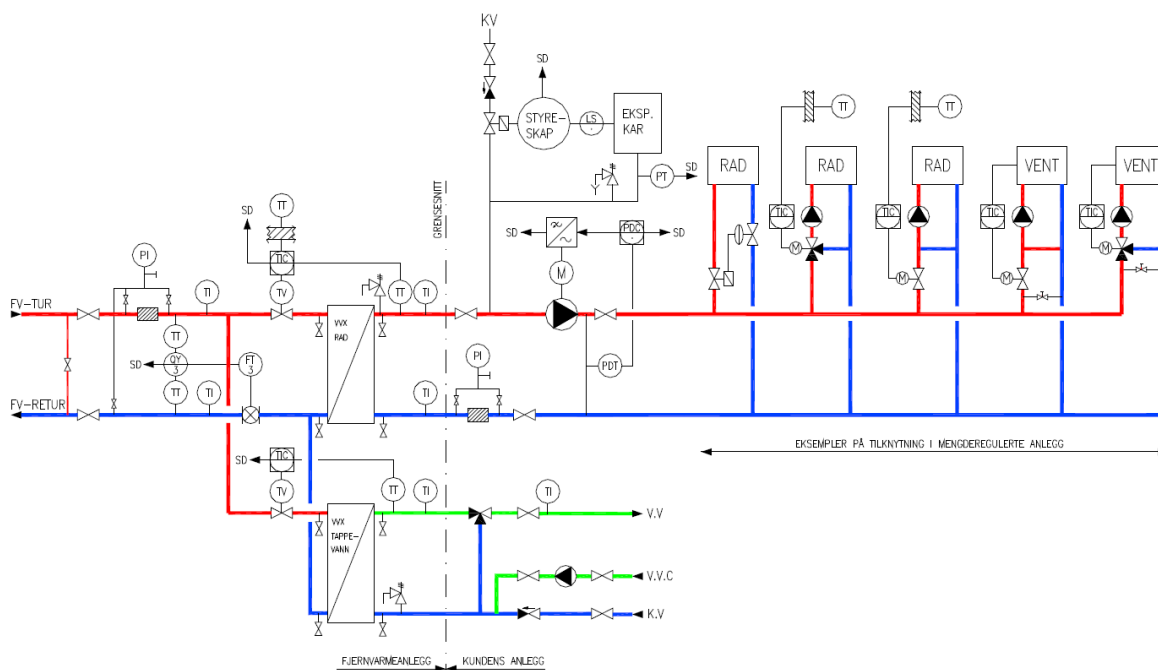 KV
SD
STYRE-
SKAP
LS
EKSP.
KAR
PT
SD
TT
TT
RAD
RAD
RAD
VENT
VENT
TT
SD
GRENSESNITT
SD
PDC
SD
TIC
TIC
TIC
TIC
PI
TIC
M
M
M
M
M
FV-TUR
TI
TV
TT
TI
TT
VVX
RAD
SD
QY
3
FT
3
PI
PDT
TT
TI
TI
FV-RETUR
EKSEMPLER PÅ TILKNYTNING I MENGDEREGULERTE ANLEGG
SD
TIC
TV
TT
TI
TI
V.V
VVX
TAPPE-
VANN
V.V.C
K.V
FJERNVARMEANLEGG
KUNDENS ANLEGG